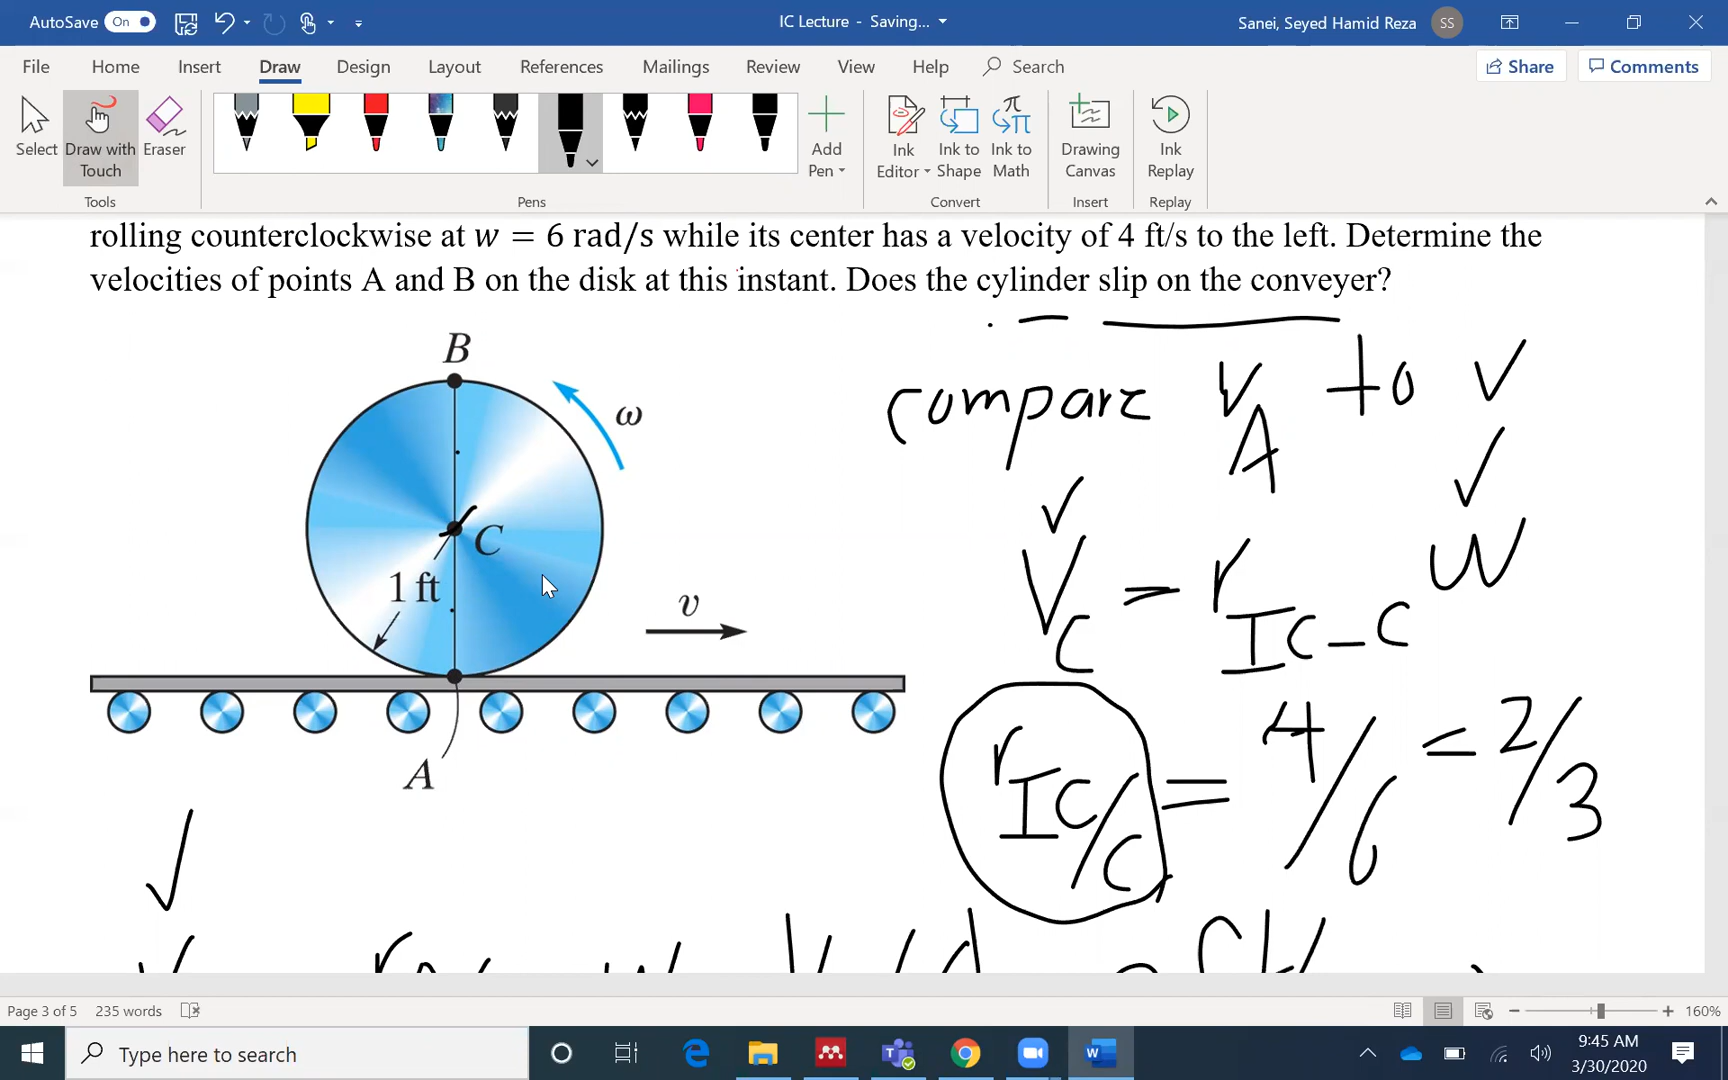 AutoSave On
IC Lecture - Saving...
Sanei, Seyed Hamid Reza SS
File Home Insert Draw Design Layout References Mailings Review View Help Search Share Comments
Select
Draw with Touch
Eraser
Add Pen
Ink Editor
Ink to Shape
Ink to Math
Drawing Canvas
Ink Replay
Tools Pens Convert Insert Replay
rolling counterclockwise at w = 6 rad/s while its center has a velocity of 4 ft/s to the left. Determine the
velocities of points A and B on the disk at this instant. Does the cylinder slip on the conveyer?
B
ω
C
1 ft
v
A
compare V_A to V
V_C = r_IC-C W
r_IC/C = 4/6 = 2/3
Page 3 of 5 235 words 160%
Type here to search
9:45 AM
3/30/2020